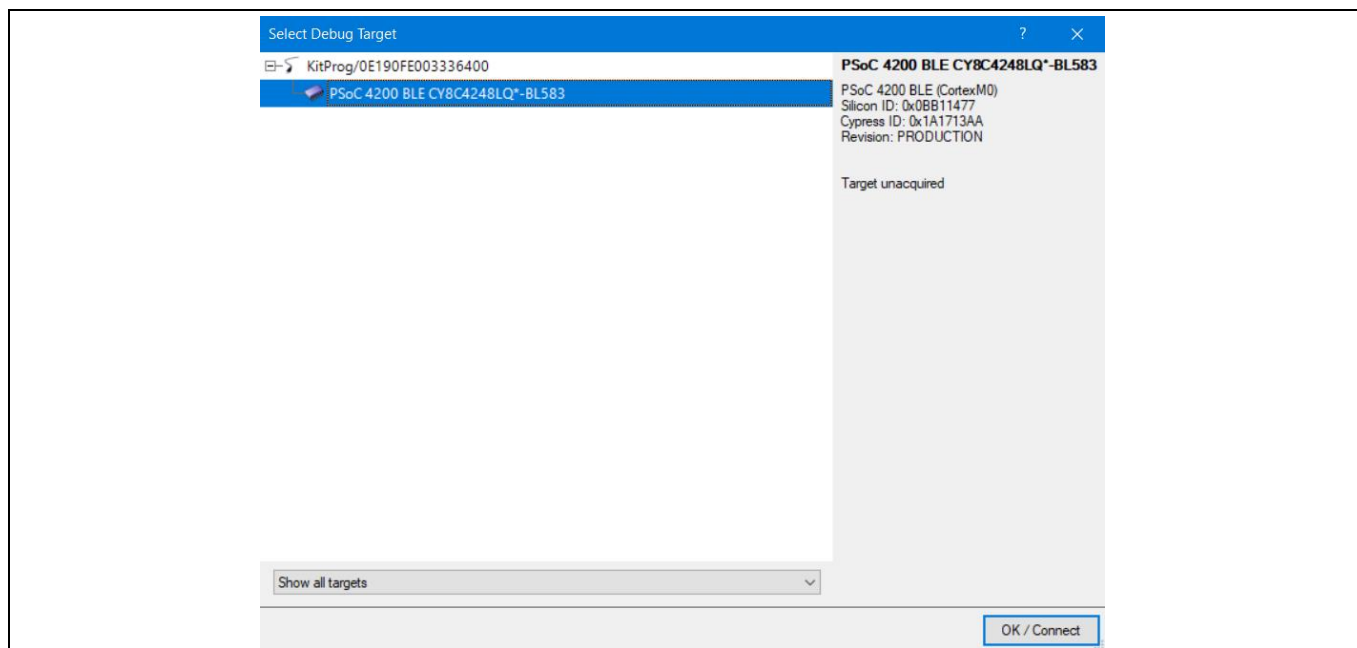 Select Debug Target
KitProg/0E190FE003336400
PSoC 4200 BLE CY8C4248LQ*-BL583
PSoC 4200 BLE CY8C4248LQ*-BL583
PSoC 4200 BLE (CortexM0)
Silicon ID: 0x0BB11477
Cypress ID: 0x1A1713AA
Revision: PRODUCTION
Target unacquired
Show all targets
OK / Connect